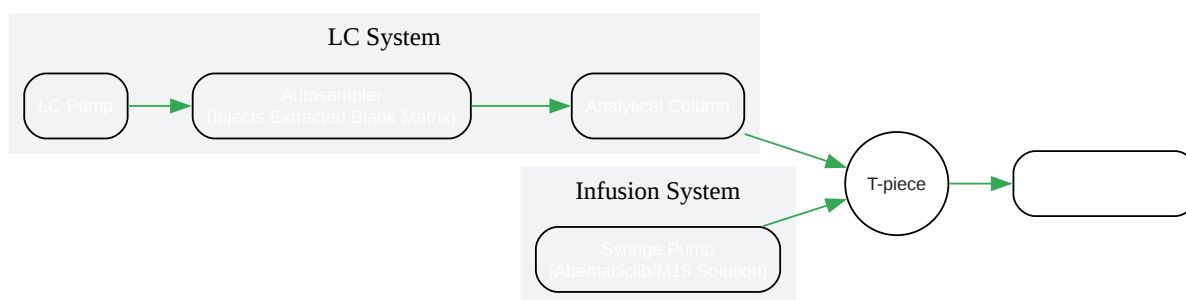 LC System
LC Pump
Autosampler
(Injects Extracted Blank Matrix)
Analytical Column
T-piece
Infusion System
Syringe Pump
(Abemaciclib/M18 Solution)